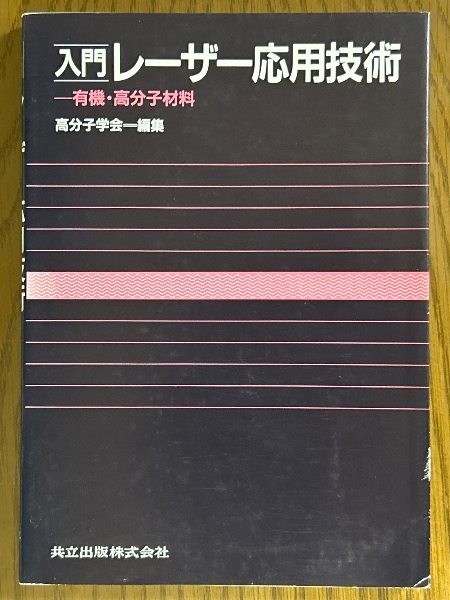 入門レーザー応用技術
―有機・高分子材料
高分子学会＝編集
共立出版株式会社